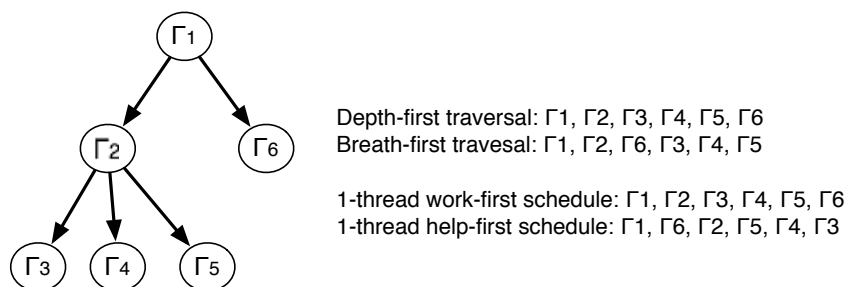 Γ1
Γ2
Γ6
Γ3
Γ4
Γ5
Depth-first traversal: Γ1, Γ2, Γ3, Γ4, Γ5, Γ6
Breath-first travesal: Γ1, Γ2, Γ6, Γ3, Γ4, Γ5
1-thread work-first schedule: Γ1, Γ2, Γ3, Γ4, Γ5, Γ6
1-thread help-first schedule: Γ1, Γ6, Γ2, Γ5, Γ4, Γ3